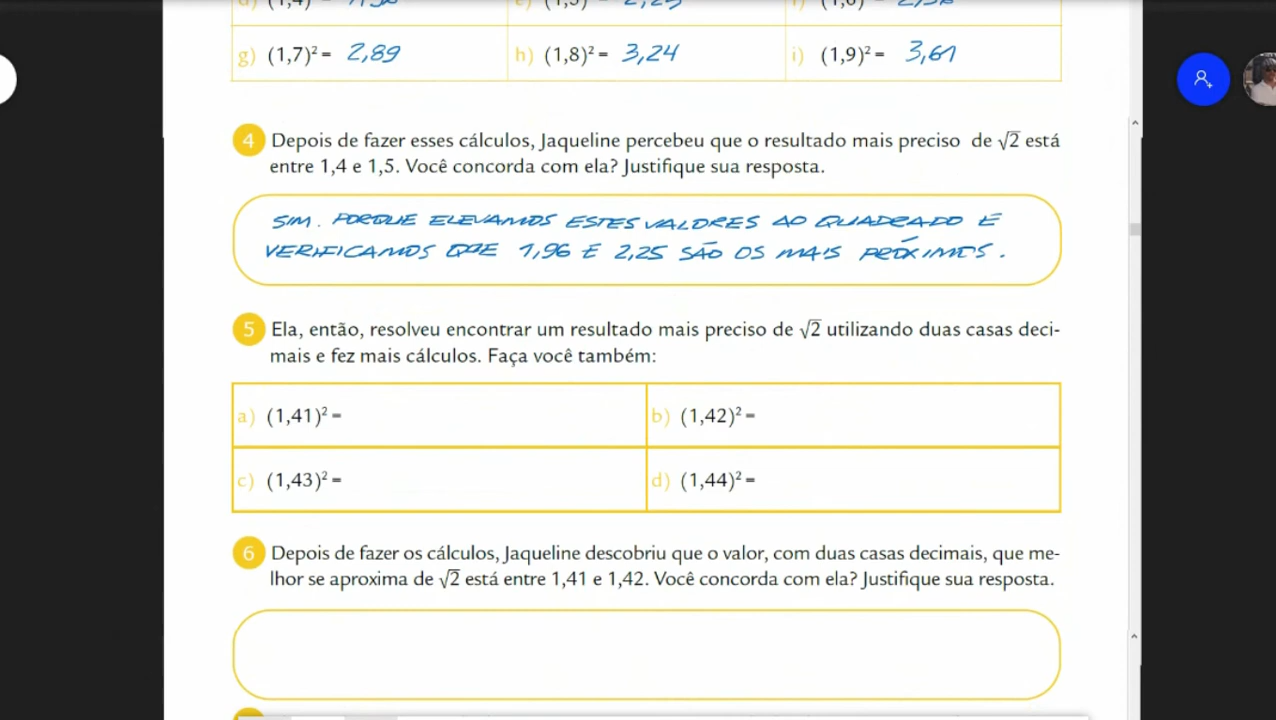 g) (1,7)² = 2,89 h) (1,8)² = 3,24 i) (1,9)² = 3,61
4 Depois de fazer esses cálculos, Jaqueline percebeu que o resultado mais preciso de √2 está
entre 1,4 e 1,5. Você concorda com ela? Justifique sua resposta.
SIM. PORQUE ELEVAMOS ESTES VALORES AO QUADRADO E
VERIFICAMOS QUE 1,96 E 2,25 SÃO OS MAIS PRÓXIMOS.
5 Ela, então, resolveu encontrar um resultado mais preciso de √2 utilizando duas casas deci-
mais e fez mais cálculos. Faça você também:
a) (1,41)² = b) (1,42)² =
c) (1,43)² = d) (1,44)² =
6 Depois de fazer os cálculos, Jaqueline descobriu que o valor, com duas casas decimais, que me-
lhor se aproxima de √2 está entre 1,41 e 1,42. Você concorda com ela? Justifique sua resposta.